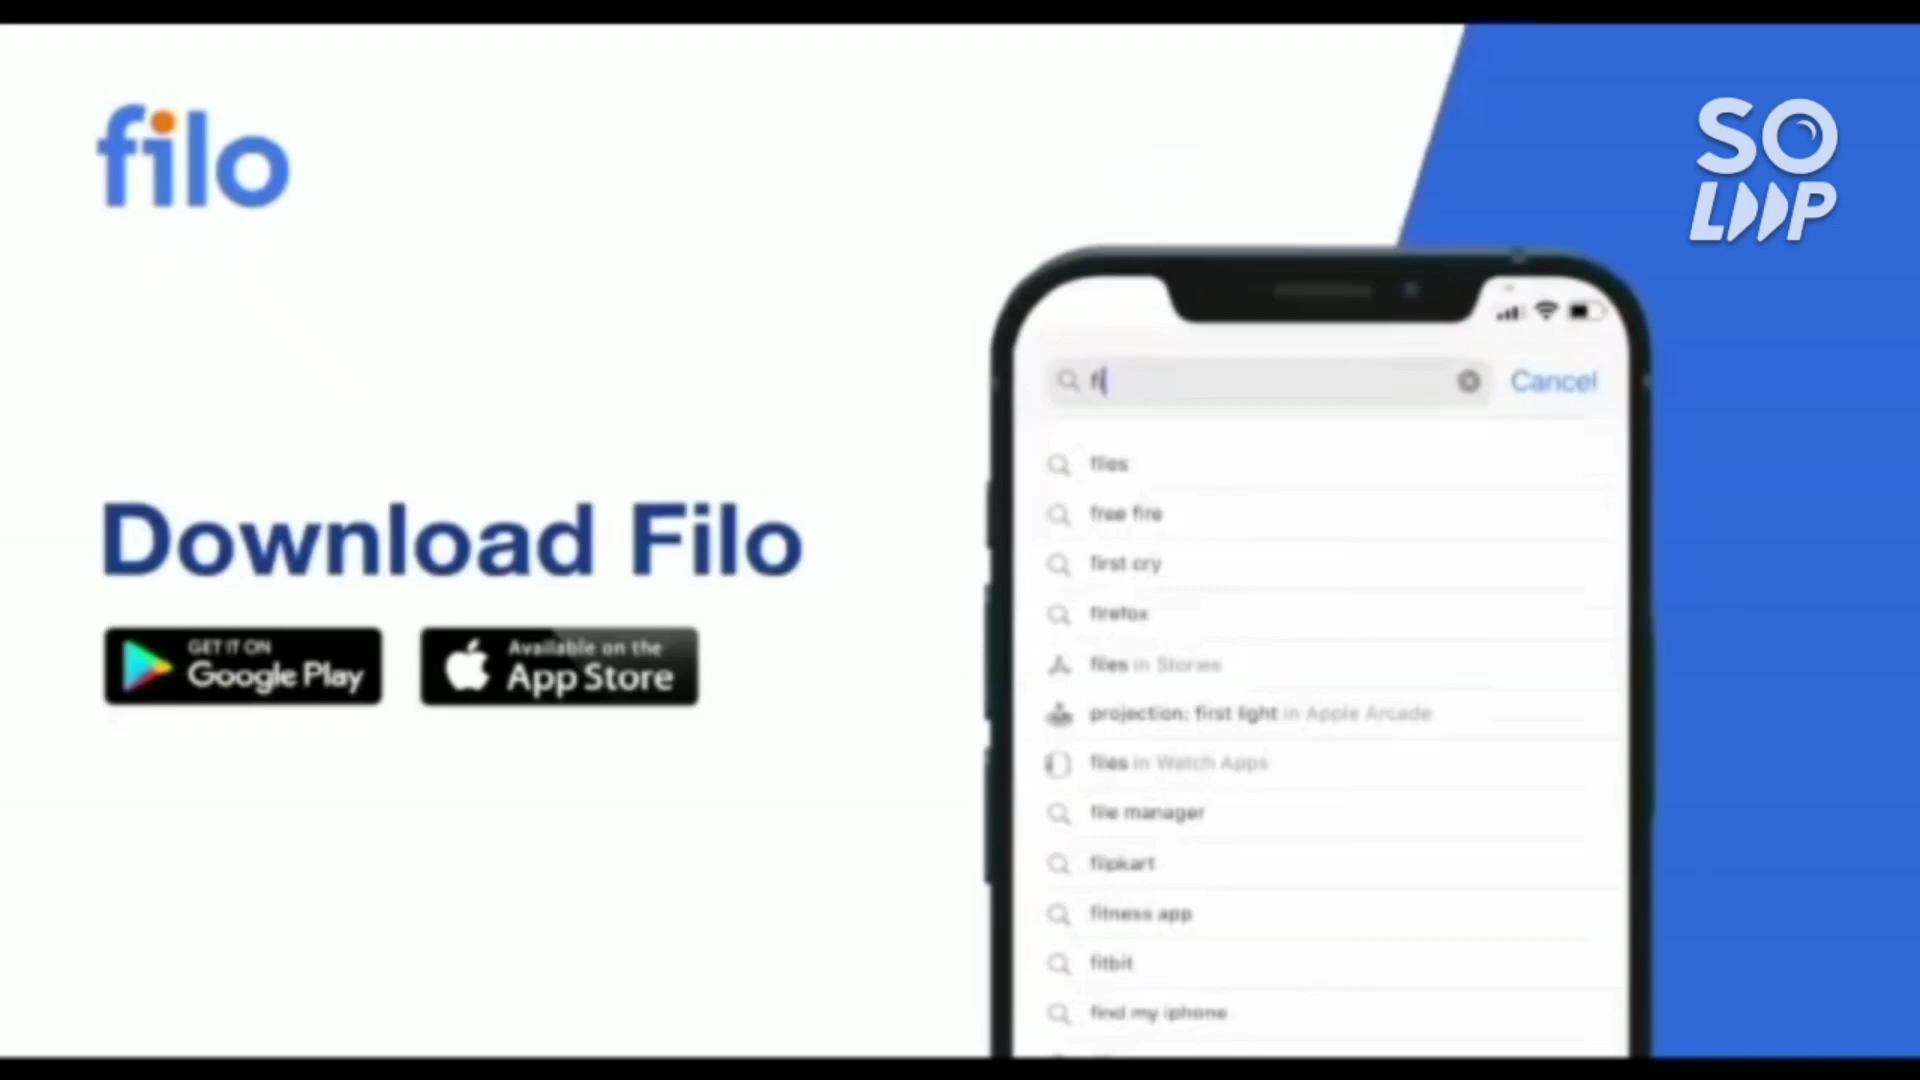 filo
SO
LOOP
fi
Cancel
files
free fire
first cry
firefox
Download Filo
files in Stories
GET IT ON
Google Play
Available on the
App Store
projection: first light in Apple Arcade
files in Watch Apps
file manager
flipkart
fitness app
fitbit
find my iphone